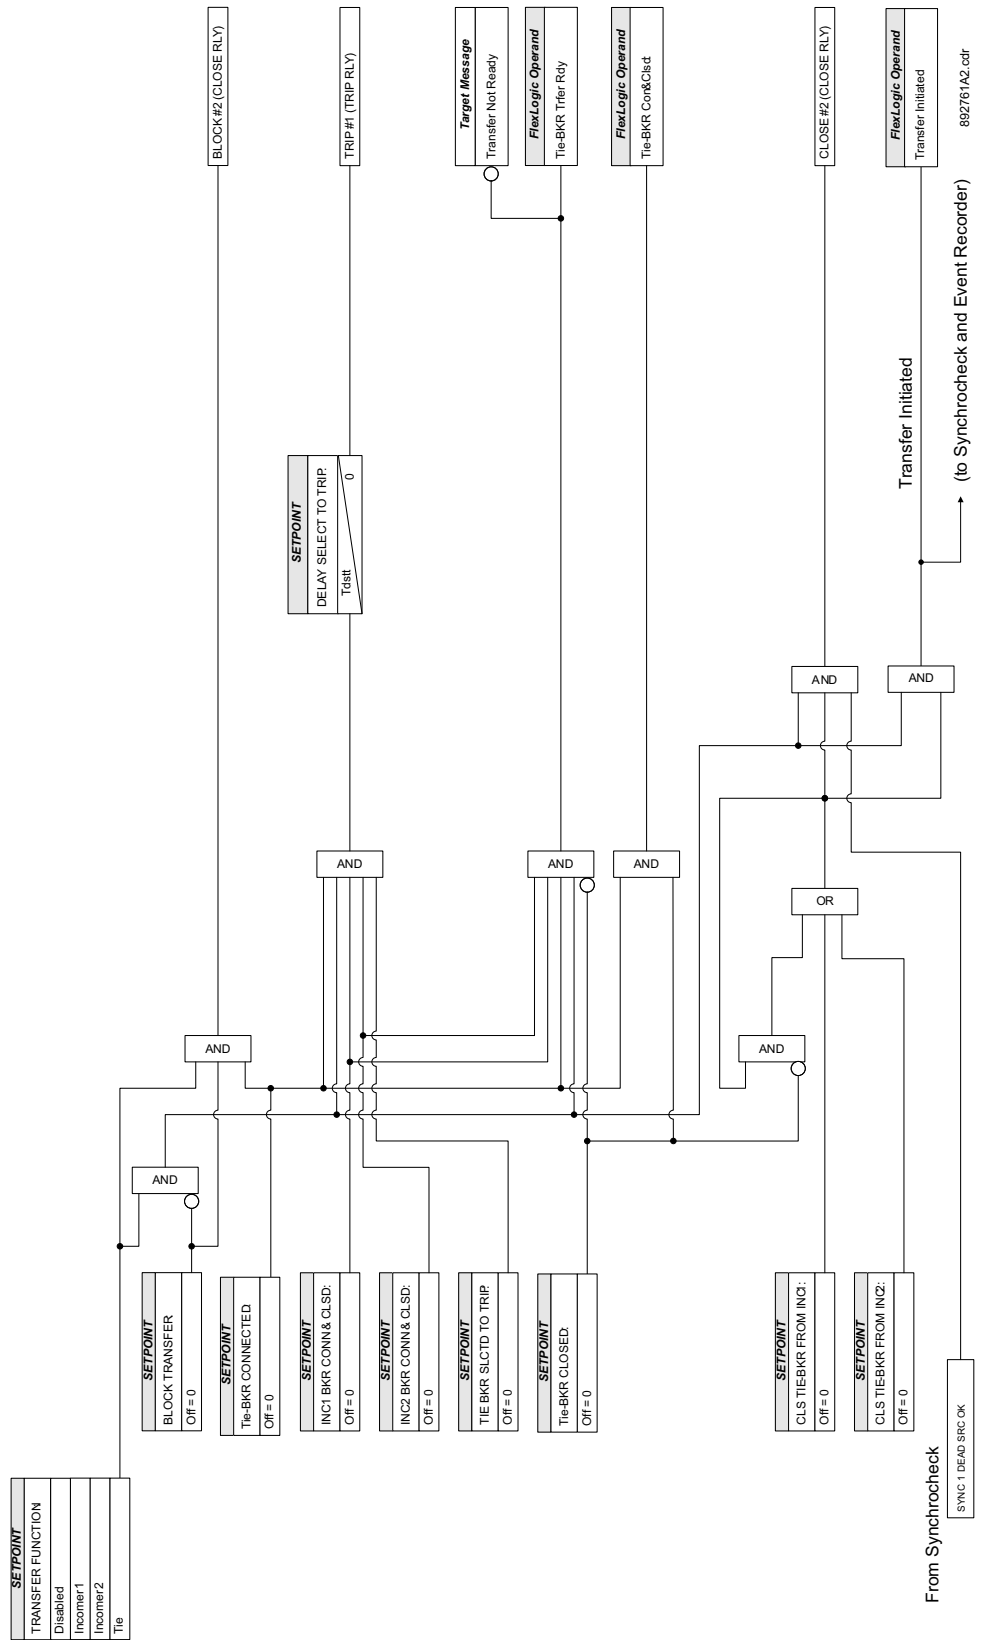 SETPOINT
TRANSFER FUNCTION
Disabled
Incomer1
Incomer2
Tie
SETPOINT
BLOCK TRANSFER
Off = 0
SETPOINT
Tie-BKR CONNECTED:
Off = 0
SETPOINT
INC1 BKR CONN & CLSD:
Off = 0
SETPOINT
INC2 BKR CONN & CLSD:
Off = 0
SETPOINT
TIE BKR SLCTD TO TRIP:
Off = 0
SETPOINT
Tie-BKR CLOSED:
Off = 0
SETPOINT
CLS TIE-BKR FROM INC1:
Off = 0
SETPOINT
CLS TIE-BKR FROM INC2:
Off = 0
From Synchrocheck
SYNC 1 DEAD SRC OK
AND
AND
AND
OR
AND
AND
AND
AND
AND
SETPOINT
DELAY SELECT TO TRIP:
Tdstt
0
Transfer Initiated
(to Synchrocheck and Event Recorder)
BLOCK #2 (CLOSE RLY)
TRIP #1 (TRIP RLY)
Target Message
Transfer Not Ready
FlexLogic Operand
Tie-BKR Trfer Rdy
FlexLogic Operand
Tie-BKR Con&Clsd:
CLOSE #2 (CLOSE RLY)
FlexLogic Operand
Transfer Initiated
892761A2.cdr